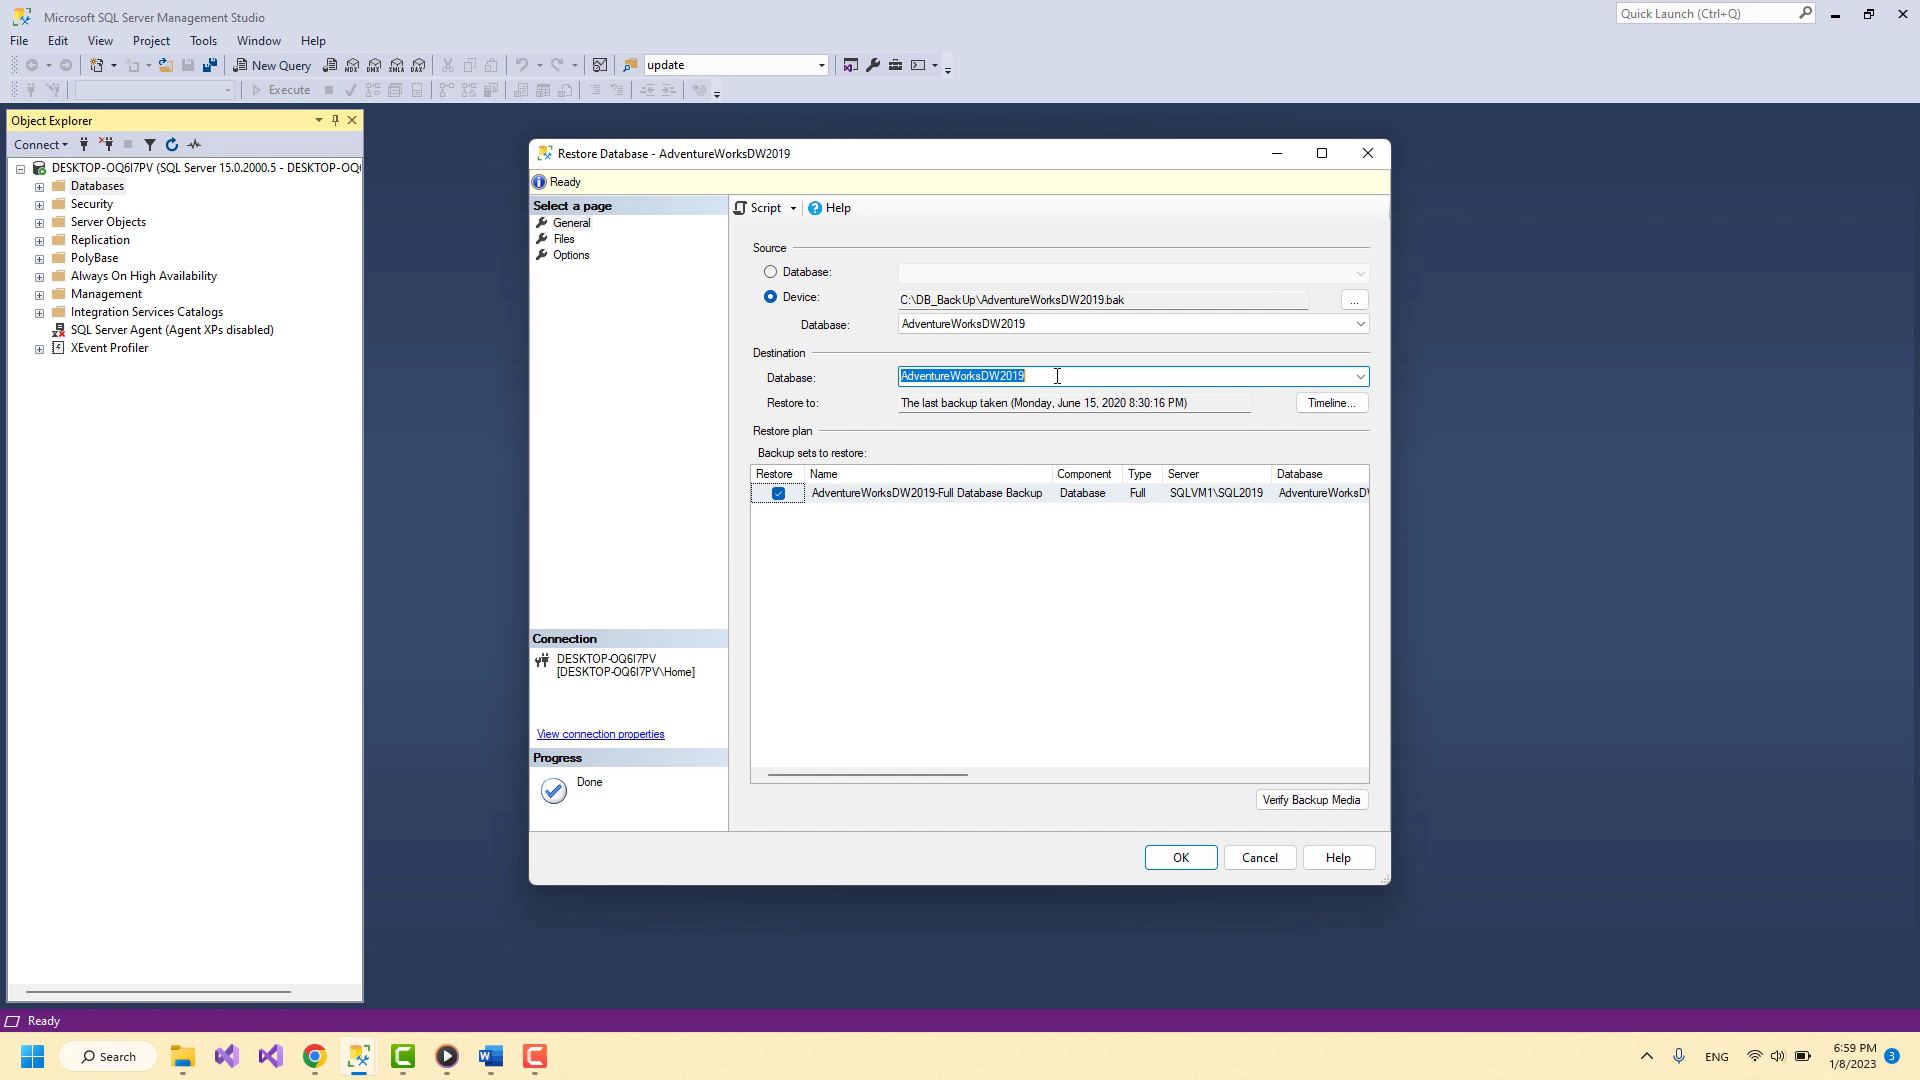 Microsoft SQL Server Management Studio
Quick Launch (Ctrl+Q)
File Edit View Project Tools Window Help
New Query
MDX DMX XMLA DAX
update
Execute
Object Explorer
Connect
DESKTOP-OQ6I7PV (SQL Server 15.0.2000.5 - DESKTOP-OQ
Databases
Security
Server Objects
Replication
PolyBase
Always On High Availability
Management
Integration Services Catalogs
SQL Server Agent (Agent XPs disabled)
XEvent Profiler
Restore Database - AdventureWorksDW2019
Ready
Select a page
General
Files
Options
Script Help
Source
Database:
Device: C:\DB_BackUp\AdventureWorksDW2019.bak ...
Database: AdventureWorksDW2019
Destination
Database: AdventureWorksDW2019
Restore to: The last backup taken (Monday, June 15, 2020 8:30:16 PM) Timeline...
Restore plan
Backup sets to restore:
Restore Name Component Type Server Database
AdventureWorksDW2019-Full Database Backup Database Full SQLVM1\SQL2019 AdventureWorksD
Connection
DESKTOP-OQ6I7PV
[DESKTOP-OQ6I7PV\Home]
View connection properties
Progress
Done
Verify Backup Media
OK Cancel Help
Ready
Search
ENG
6:59 PM
1/8/2023
3